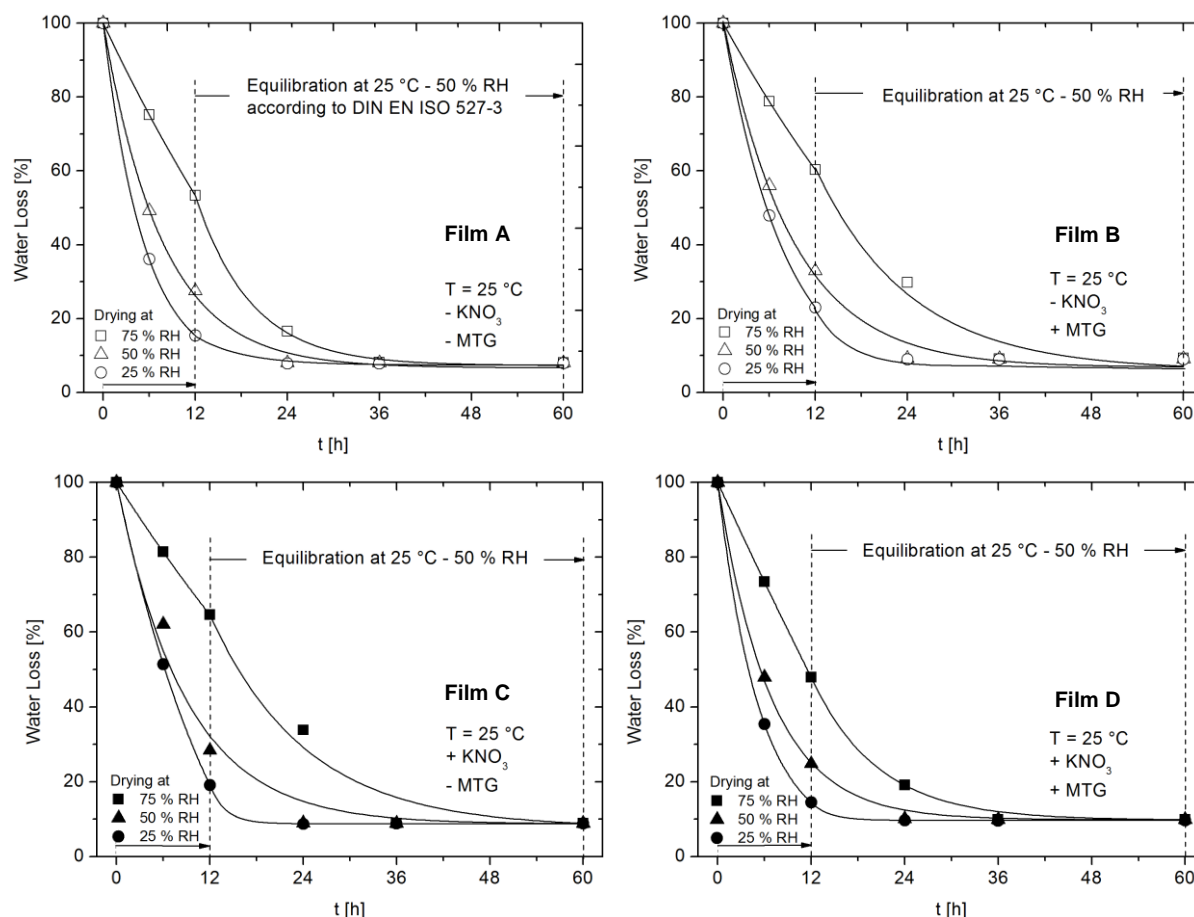 100
80
60
40
20
0
Water Loss [%]
Equilibration at 25 °C - 50 % RH
according to DIN EN ISO 527-3
Film A
T = 25 °C
- KNO₃
- MTG
Drying at
75 % RH
50 % RH
25 % RH
0 12 24 36 48 60
t [h]
100
80
60
40
20
0
Water Loss [%]
Equilibration at 25 °C - 50 % RH
Film B
T = 25 °C
- KNO₃
+ MTG
Drying at
75 % RH
50 % RH
25 % RH
0 12 24 36 48 60
t [h]
100
80
60
40
20
0
Water Loss [%]
Equilibration at 25 °C - 50 % RH
Film C
T = 25 °C
+ KNO₃
- MTG
Drying at
75 % RH
50 % RH
25 % RH
0 12 24 36 48 60
t [h]
100
80
60
40
20
0
Water Loss [%]
Equilibration at 25 °C - 50 % RH
Film D
T = 25 °C
+ KNO₃
+ MTG
Drying at
75 % RH
50 % RH
25 % RH
0 12 24 36 48 60
t [h]